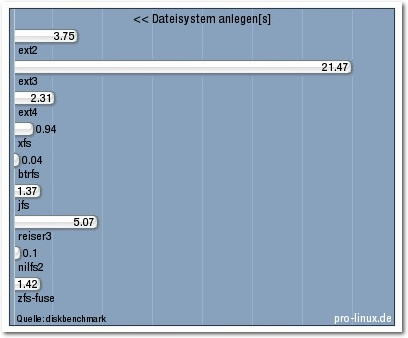 << Dateisystem anlegen[s]
3.75
ext2
21.47
ext3
2.31
ext4
0.94
xfs
0.04
btrfs
1.37
jfs
5.07
reiser3
0.1
nilfs2
1.42
zfs-fuse
Quelle: diskbenchmark
pro-linux.de